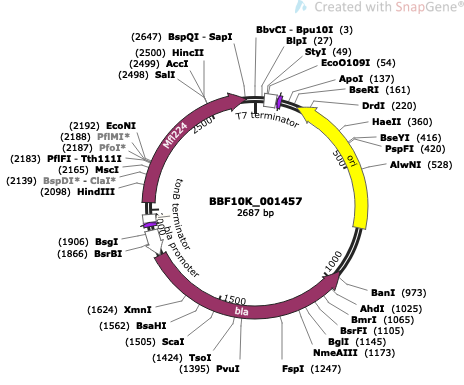 Created with SnapGene®
(2647) BspQI - SapI
(2500) HincII
(2499) AccI
(2498) SalI
BbvCI - Bpu10I (3)
BlpI (27)
StyI (49)
EcoO109I (54)
ApoI (137)
BseRI (161)
DrdI (220)
HaeII (360)
BseYI (416)
PspFI (420)
AlwNI (528)
(2192) EcoNI
(2188) PflMI*
(2187) PfoI*
(2183) PflFI - Tth111I
(2165) MscI
(2139) BspDI* - ClaI*
(2098) HindIII
(1906) BsgI
(1866) BsrBI
(1624) XmnI
(1562) BsaHI
(1505) ScaI
(1424) TsoI
(1395) PvuI
FspI (1247)
NmeAIII (1173)
BglI (1145)
BsrFI (1105)
BmrI (1065)
AhdI (1025)
BanI (973)
T7 terminator
Mfl224
2500
500
ori
1000
1500
bla
bla promoter
BBF10K_001457
2687 bp